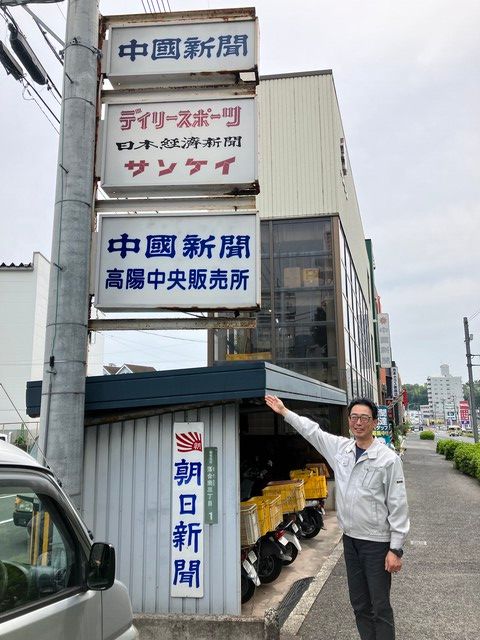 中國新聞
デイリースポーツ
日本経済新聞
サンケイ
中國新聞
高陽中央販売所
朝日新聞